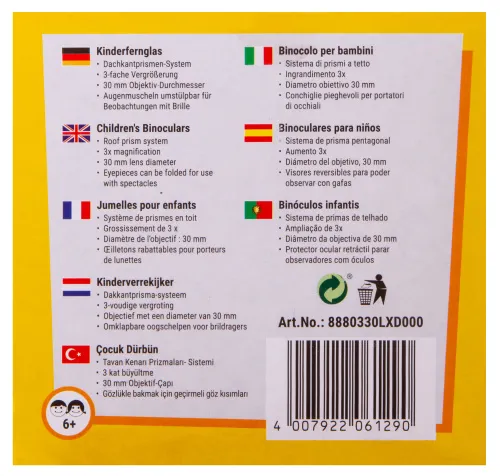 Kinderfernglas
• Dachkantprismen-System
• 3-fache Vergrößerung
• 30 mm Objektiv-Durchmesser
• Augenmuscheln umstülpbar für
Beobachtungen mit Brille
Children's Binoculars
• Roof prism system
• 3x magnification
• 30 mm lens diameter
• Eyepieces can be folded for use
with spectacles
Jumelles pour enfants
• Système de prismes en toit
• Grossissement de 3 x
• Diamètre de l'objectif : 30 mm
• Œilletons rabattables pour porteurs
de lunettes
Kinderverrekijker
• Dakkantprisma-systeem
• 3-voudige vergroting
• Objectief met een diameter van 30 mm
• Omklapbare oogschelpen voor brildragers
Çocuk Dürbün
• Tavan Kenan Prizmaları- Sistemi
• 3 kat büyültme
• 30 mm Objektif-Çapı
• Gözlükle bakmak için geçirmeli göz kısımları
6+
Binocolo per bambini
• Sistema di prismi a tetto
• Ingrandimento 3x
• Diametro obiettivo 30 mm
• Conchiglie pieghevoli per portatori
di occhiali
Binoculares para niños
• Sistema de prisma pentagonal
• Aumento 3x
• Diámetro del objetivo, 30 mm
• Visores reversibles para poder
observar con gafas
Binóculos infantis
• Sistema de primas de telhado
• Ampliação de 3x
• Diâmetro da objectiva de 30 mm
• Protector ocular retráctii parar
observadores com óculos
®
Art.No.: 8880330LXD000
4 007922 061290